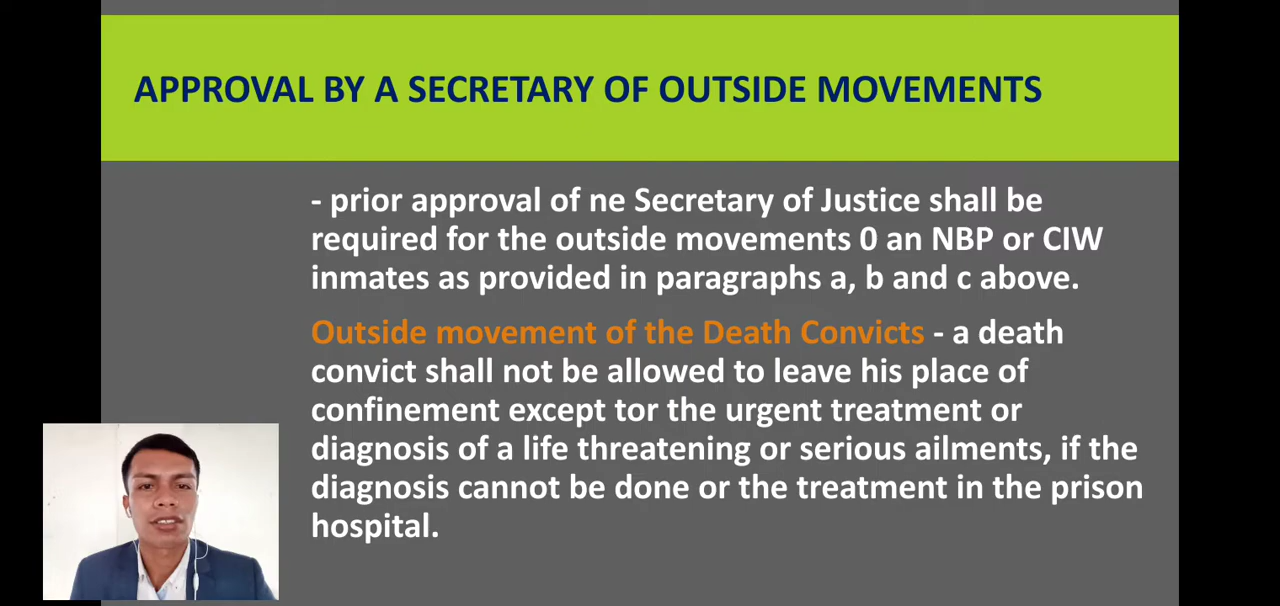 APPROVAL BY A SECRETARY OF OUTSIDE MOVEMENTS
- prior approval of ne Secretary of Justice shall be
required for the outside movements 0 an NBP or CIW
inmates as provided in paragraphs a, b and c above.
Outside movement of the Death Convicts - a death
convict shall not be allowed to leave his place of
confinement except tor the urgent treatment or
diagnosis of a life threatening or serious ailments, if the
diagnosis cannot be done or the treatment in the prison
hospital.